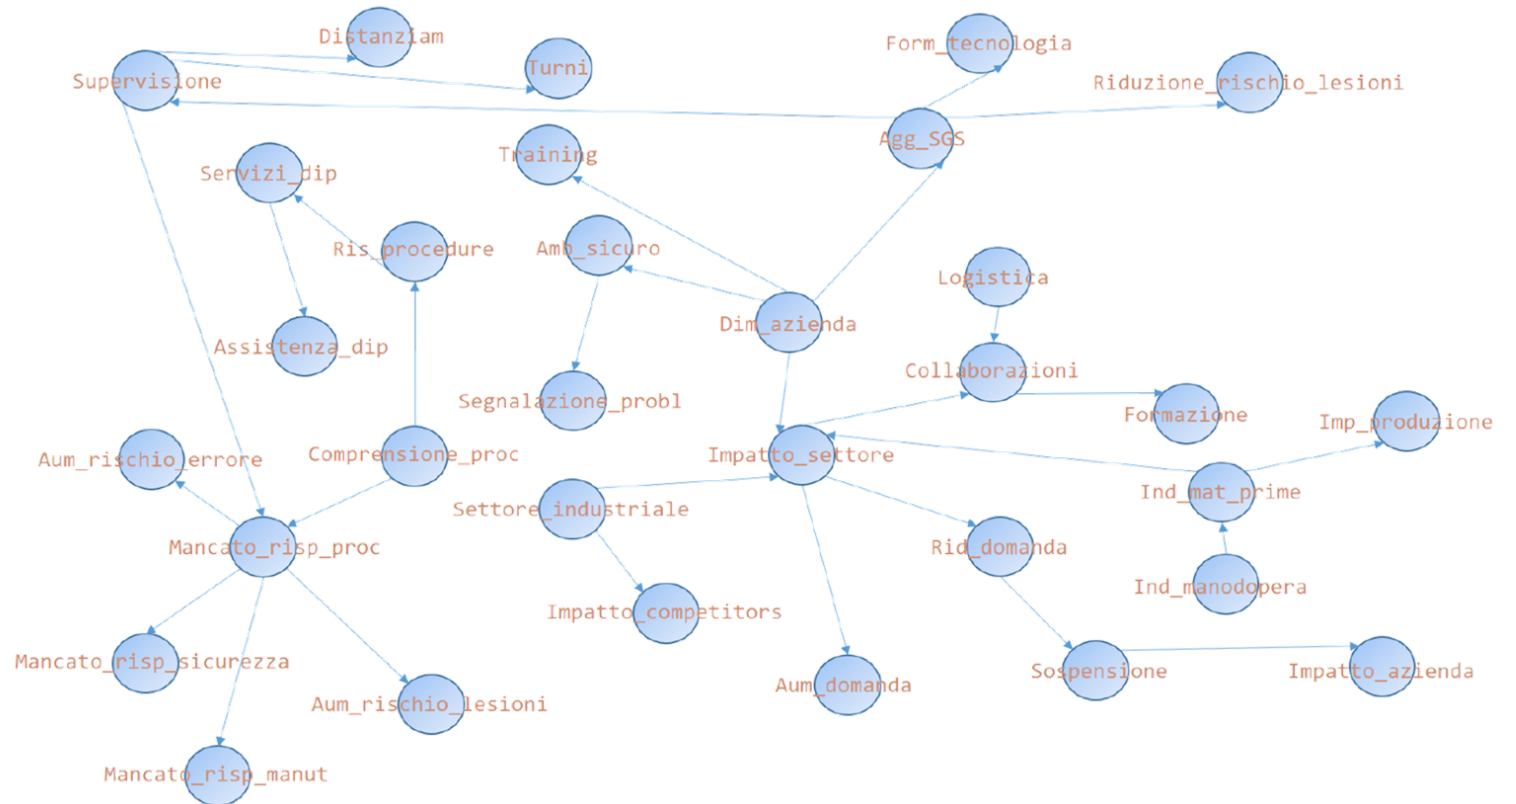 Distanziam
Form_tecnologia
Turni
Supervisione
Riduzione_rischio_lesioni
Agg_SGS
Training
Servizi_dip
Ris_procedure
Amb_sicuro
Logistica
Dim_azienda
Assistenza_dip
Collaborazioni
Segnalazione_probl
Formazione
Imp_produzione
Aum_rischio_errore
Comprensione_proc
Impatto_settore
Ind_mat_prime
Settore_industriale
Mancato_risp_proc
Rid_domanda
Ind_manodopera
Impatto_competitors
Mancato_risp_sicurezza
Sospensione
Impatto_azienda
Aum_domanda
Aum_rischio_lesioni
Mancato_risp_manut